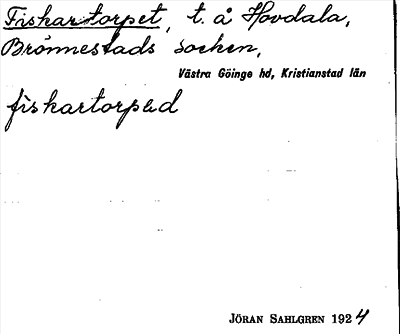 Fiskartorpet, t. å Hovdala,
Brönnestads socken,
Västra Göinge hd, Kristianstad län
fiskartorped
JÖRAN SAHLGREN 1924